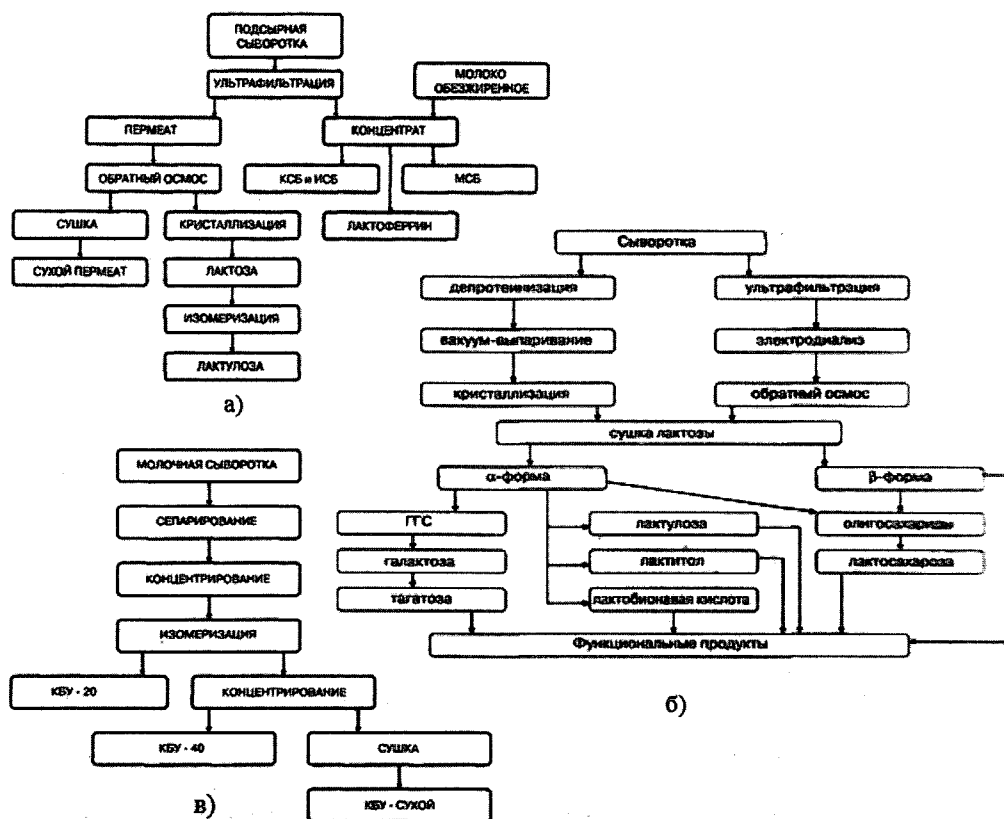 ПОДСЫРНАЯ
СЫВОРОТКА
УЛЬТРАФИЛЬТРАЦИЯ
МОЛОКО
ОБЕЗЖИРЕННОЕ
ПЕРМЕАТ
КОНЦЕНТРАТ
ОБРАТНЫЙ ОСМОС
КСБ и ИСБ
МСБ
СУШКА
КРИСТАЛЛИЗАЦИЯ
ЛАКТОФЕРРИН
СУХОЙ ПЕРМЕАТ
ЛАКТОЗА
ИЗОМЕРИЗАЦИЯ
ЛАКТУЛОЗА
а)
Сыворотка
депротеинизация
ультрафильтрация
вакуум-выпаривание
электродиализ
кристаллизация
обратный осмос
сушка лактозы
α-форма
β-форма
ГГС
лактулоза
олигосахариды
галактоза
лактитол
лактосахароза
тагатоза
лактобионавая кислота
Функциональные продукты
б)
МОЛОЧНАЯ СЫВОРОТКА
СЕПАРИРОВАНИЕ
КОНЦЕНТРИРОВАНИЕ
ИЗОМЕРИЗАЦИЯ
КБУ - 20
КОНЦЕНТРИРОВАНИЕ
КБУ - 40
СУШКА
КБУ - СУХОЙ
в)